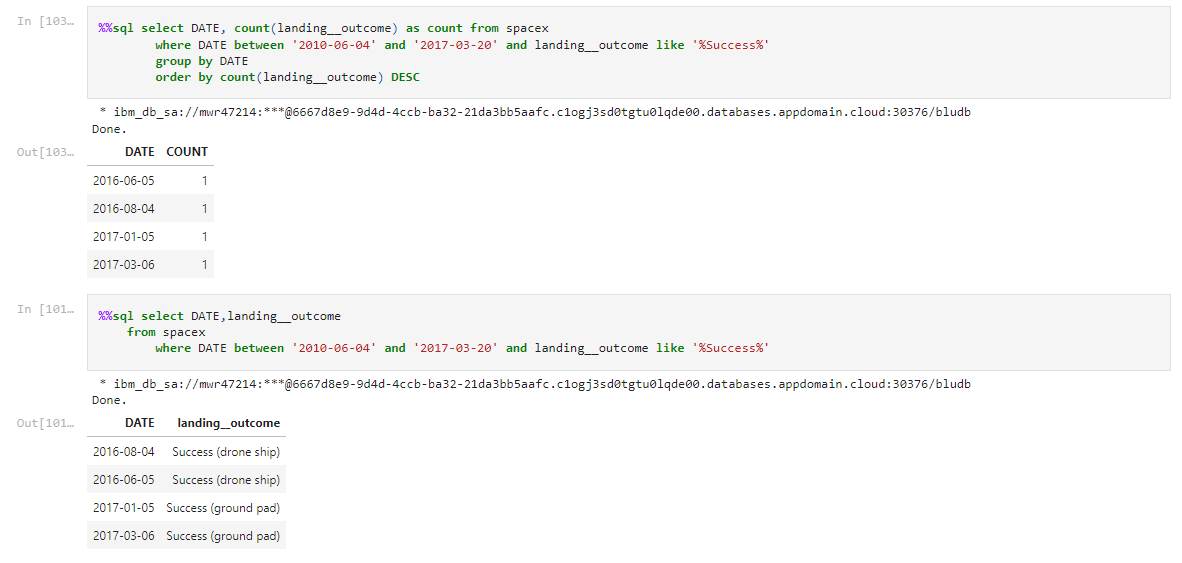 In [103…
%%sql select DATE, count(landing__outcome) as count from spacex
where DATE between '2010-06-04' and '2017-03-20' and landing__outcome like '%Success%'
group by DATE
order by count(landing__outcome) DESC
* ibm_db_sa://mwr47214:***@6667d8e9-9d4d-4ccb-ba32-21da3bb5aafc.c1ogj3sd0tgtu0lqde00.databases.appdomain.cloud:30376/bludb
Done.
Out[103…
DATE COUNT
2016-06-05 1
2016-08-04 1
2017-01-05 1
2017-03-06 1
In [101…
%%sql select DATE,landing__outcome
from spacex
where DATE between '2010-06-04' and '2017-03-20' and landing__outcome like '%Success%'
* ibm_db_sa://mwr47214:***@6667d8e9-9d4d-4ccb-ba32-21da3bb5aafc.c1ogj3sd0tgtu0lqde00.databases.appdomain.cloud:30376/bludb
Done.
Out[101…
DATE landing__outcome
2016-08-04 Success (drone ship)
2016-06-05 Success (drone ship)
2017-01-05 Success (ground pad)
2017-03-06 Success (ground pad)